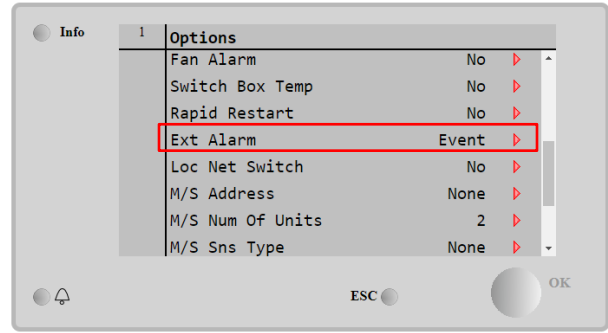 Info
1 Options
Fan Alarm No
Switch Box Temp No
Rapid Restart No
Ext Alarm Event
Loc Net Switch No
M/S Address None
M/S Num Of Units 2
M/S Sns Type None
ESC
OK